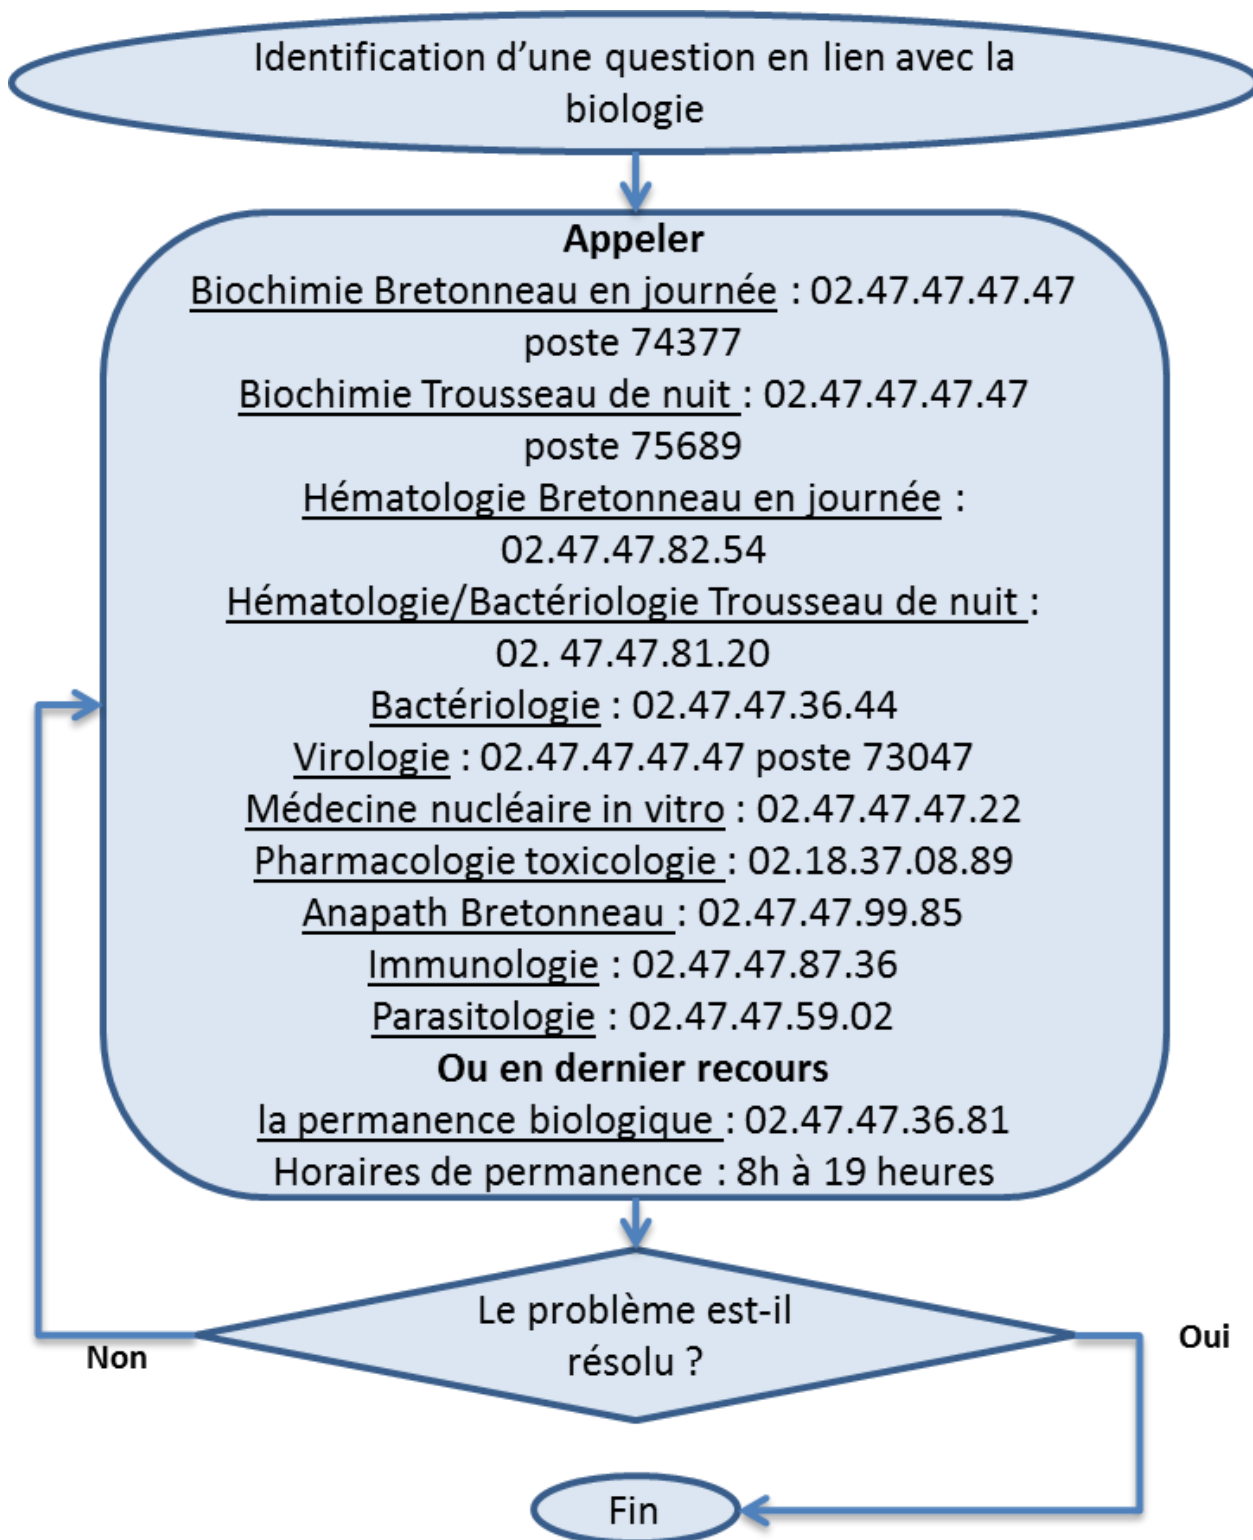 Identification d’une question en lien avec la
biologie
Appeler
Biochimie Bretonneau en journée : 02.47.47.47.47
poste 74377
Biochimie Trousseau de nuit : 02.47.47.47.47
poste 75689
Hématologie Bretonneau en journée :
02.47.47.82.54
Hématologie/Bactériologie Trousseau de nuit :
02. 47.47.81.20
Bactériologie : 02.47.47.36.44
Virologie : 02.47.47.47.47 poste 73047
Médecine nucléaire in vitro : 02.47.47.47.22
Pharmacologie toxicologie : 02.18.37.08.89
Anapath Bretonneau : 02.47.47.99.85
Immunologie : 02.47.47.87.36
Parasitologie : 02.47.47.59.02
Ou en dernier recours
la permanence biologique : 02.47.47.36.81
Horaires de permanence : 8h à 19 heures
Le problème est-il
résolu ?
Non
Oui
Fin